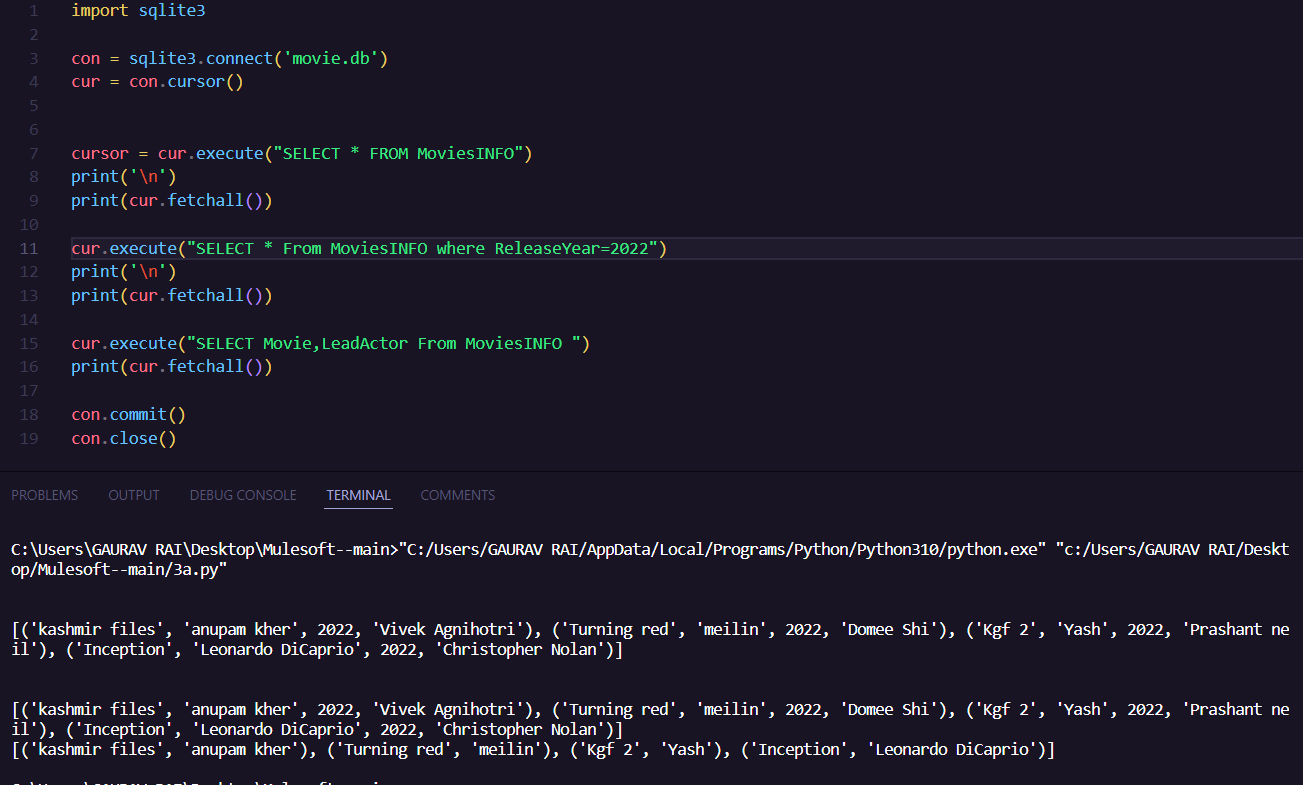 1 import sqlite3
2
3 con = sqlite3.connect('movie.db')
4 cur = con.cursor()
5
6
7 cursor = cur.execute("SELECT * FROM MoviesINFO")
8 print('\n')
9 print(cur.fetchall())
10
11 cur.execute("SELECT * From MoviesINFO where ReleaseYear=2022")
12 print('\n')
13 print(cur.fetchall())
14
15 cur.execute("SELECT Movie,LeadActor From MoviesINFO ")
16 print(cur.fetchall())
17
18 con.commit()
19 con.close()
PROBLEMS OUTPUT DEBUG CONSOLE TERMINAL COMMENTS
C:\Users\GAURAV RAI\Desktop\Mulesoft--main>"C:/Users/GAURAV RAI/AppData/Local/Programs/Python/Python310/python.exe" "c:/Users/GAURAV RAI/Deskt
op/Mulesoft--main/3a.py"
[('kashmir files', 'anupam kher', 2022, 'Vivek Agnihotri'), ('Turning red', 'meilin', 2022, 'Domee Shi'), ('Kgf 2', 'Yash', 2022, 'Prashant ne
il'), ('Inception', 'Leonardo DiCaprio', 2022, 'Christopher Nolan')]
[('kashmir files', 'anupam kher', 2022, 'Vivek Agnihotri'), ('Turning red', 'meilin', 2022, 'Domee Shi'), ('Kgf 2', 'Yash', 2022, 'Prashant ne
il'), ('Inception', 'Leonardo DiCaprio', 2022, 'Christopher Nolan')]
[('kashmir files', 'anupam kher'), ('Turning red', 'meilin'), ('Kgf 2', 'Yash'), ('Inception', 'Leonardo DiCaprio')]